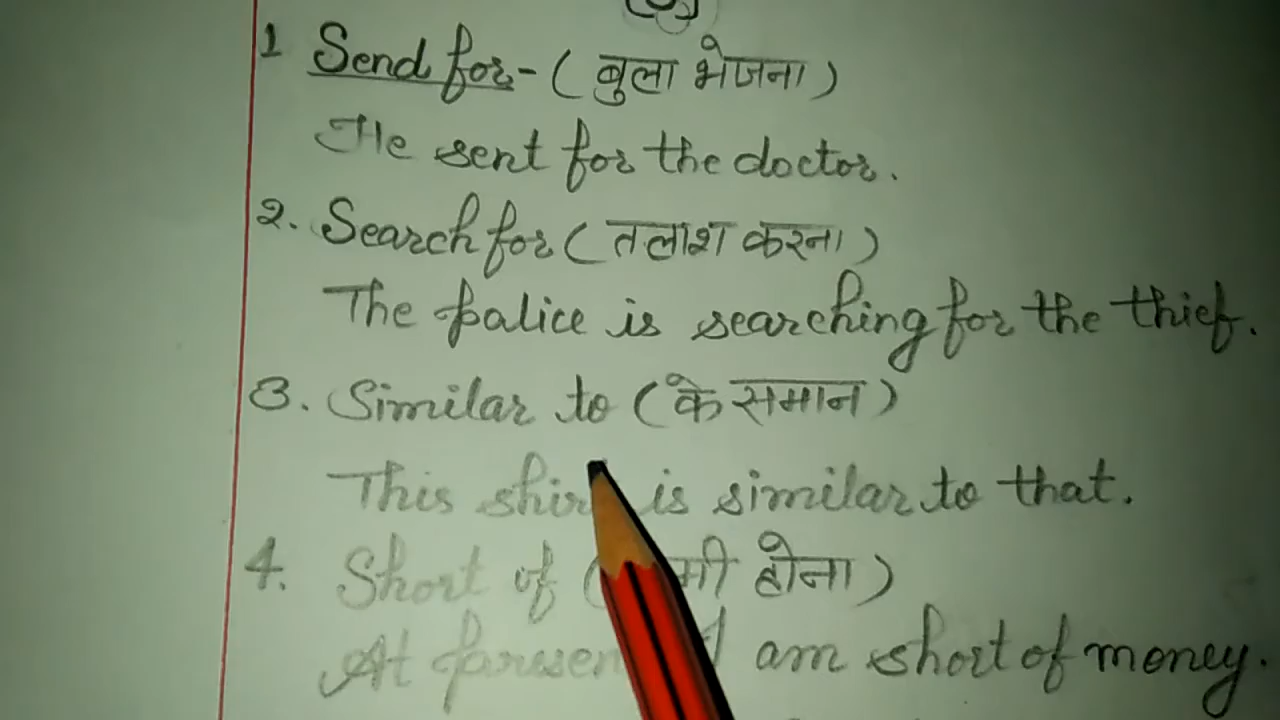 1 Send for - (बुला भेजना)
He sent for the doctor.
2. Search for (तलाश करना)
The palice is searching for the thief.
3. Similar to (के समान)
This is similar to that.
4. Short of ( होना)
At am short of money.